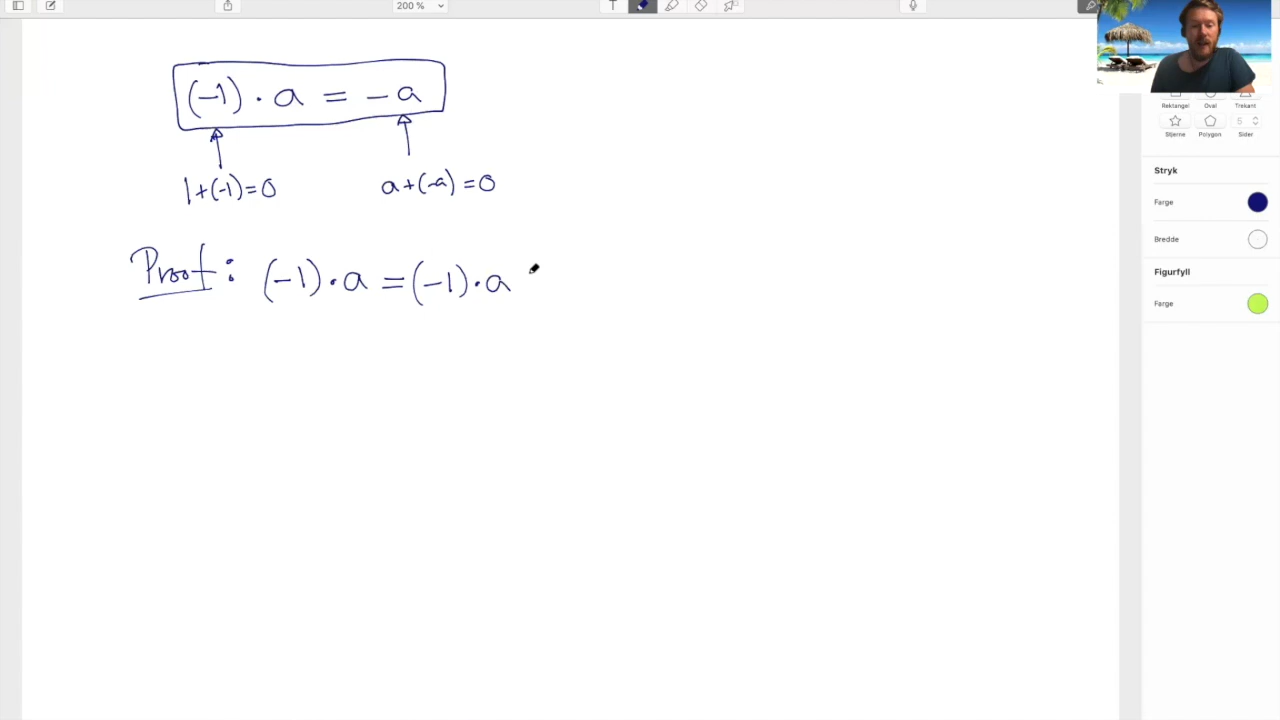 200 %
T
(-1) · a = -a
1+(-1)=0 a+(-a)=0
Proof: (-1)·a = (-1)·a
Rektangel Oval Trekant
5
Stjerne Polygon Sider
Stryk
Farge
Bredde
Figurfyll
Farge